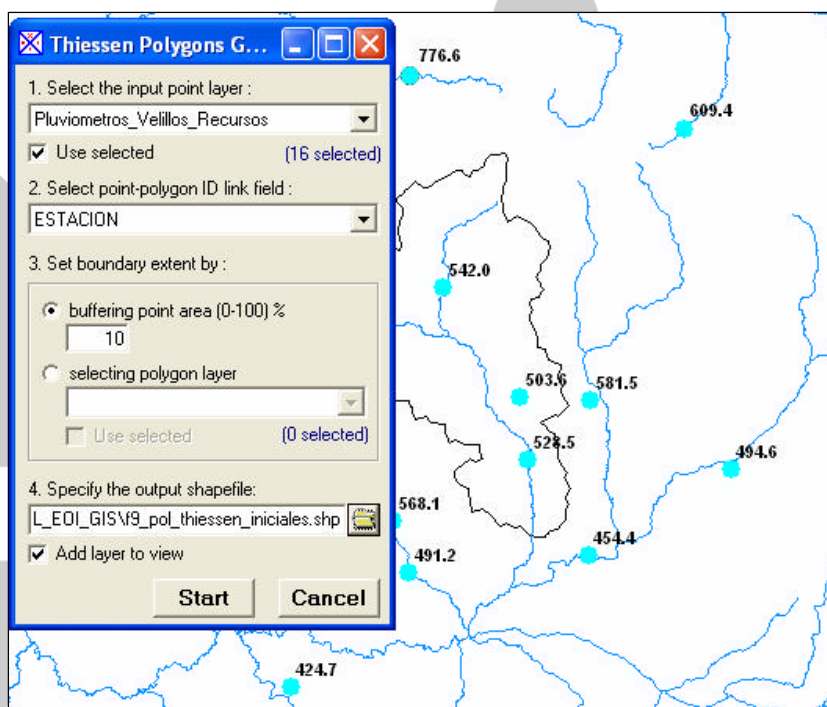 Thiessen Polygons G...
1. Select the input point layer :
Pluviometros_Velillos_Recursos
Use selected (16 selected)
2. Select point-polygon ID link field :
ESTACION
3. Set boundary extent by :
buffering point area (0-100) %
10
selecting polygon layer
Use selected (0 selected)
4. Specify the output shapefile:
L_EOI_GIS\f9_pol_thiessen_iniciales.shp
Add layer to view
Start Cancel
776.6
609.4
542.0
503.6
581.5
528.5
494.6
568.1
454.4
491.2
424.7